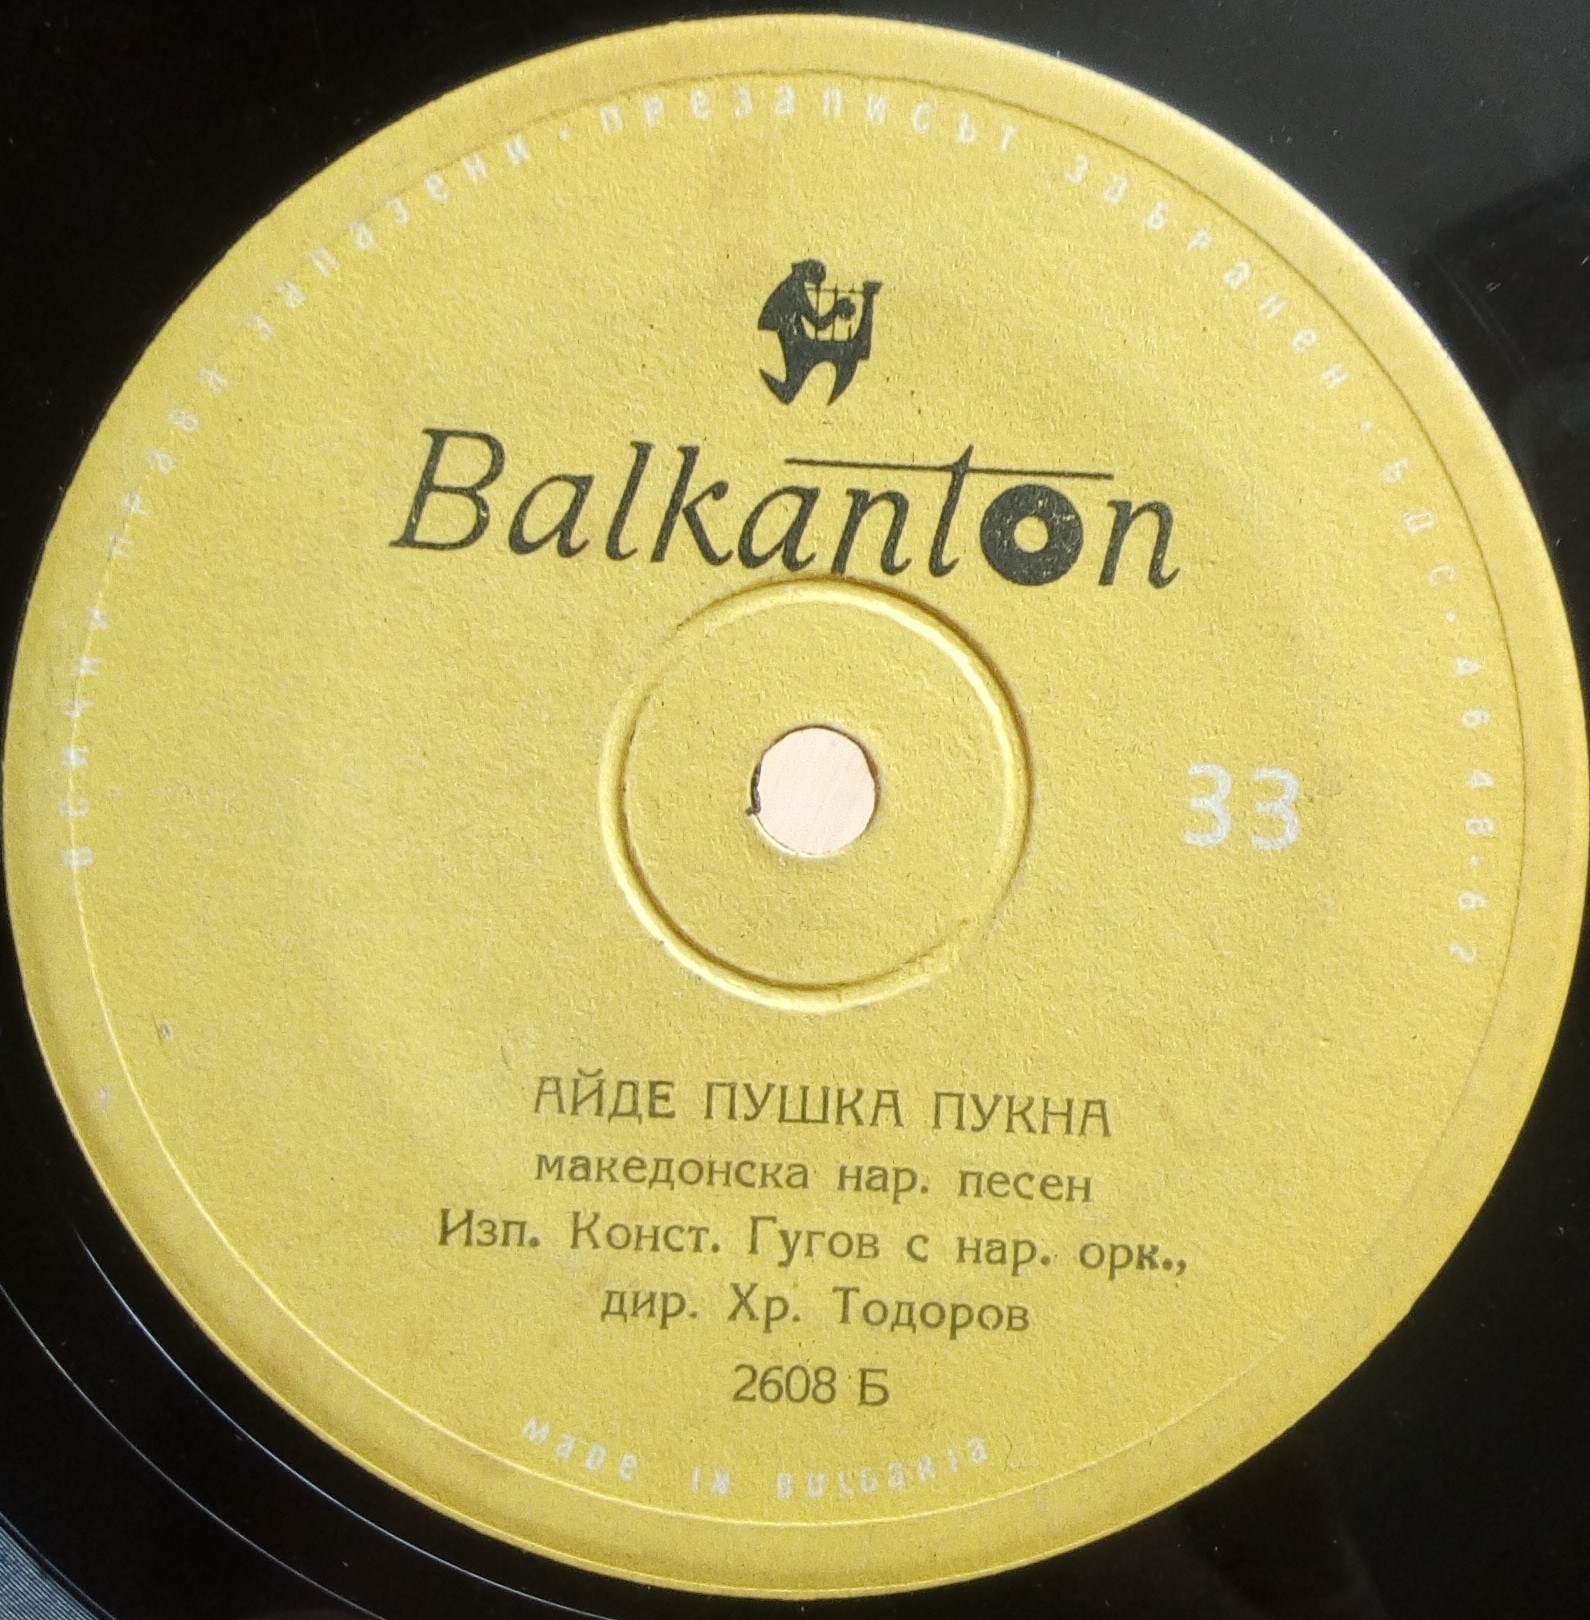 всички права запазени · презаписът забранен · БДС · 4646·62
Balkanton
33
АЙДЕ ПУШКА ПУКНА
македонска нар. песен
Изп. Конст. Гугов с нар. орк.,
дир. Хр. Тодоров
2608 Б
made in Bulgaria